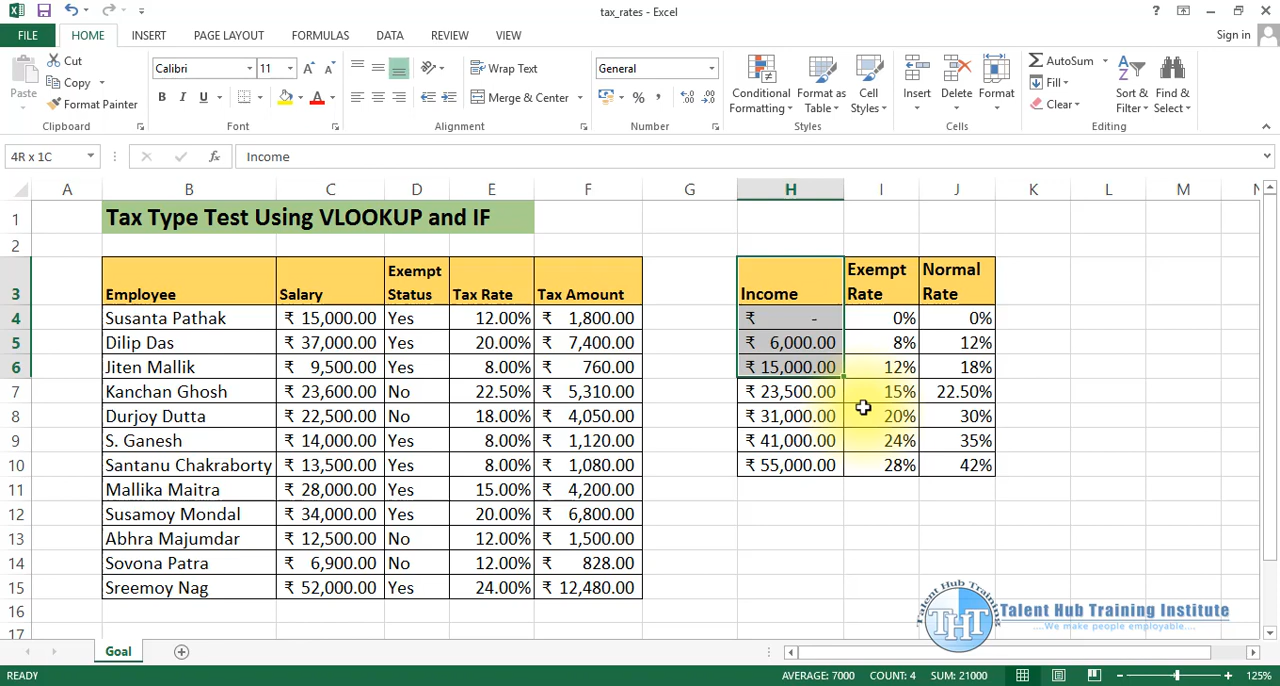 tax_rates - Excel
?
FILE HOME INSERT PAGE LAYOUT FORMULAS DATA REVIEW VIEW Sign in
Paste Cut Copy Format Painter
Calibri 11
B I U
Wrap Text
Merge & Center
General
% ,
Conditional Formatting Format as Table Cell Styles
Insert Delete Format
AutoSum Fill Clear
Sort & Filter Find & Select
Clipboard Font Alignment Number Styles Cells Editing
4R x 1C fx Income
A B C D E F G H I J K L M
1 Tax Type Test Using VLOOKUP and IF
2
3 Employee Salary Exempt Status Tax Rate Tax Amount Income Exempt Rate Normal Rate
4 Susanta Pathak ₹ 15,000.00 Yes 12.00% ₹ 1,800.00 ₹ - 0% 0%
5 Dilip Das ₹ 37,000.00 Yes 20.00% ₹ 7,400.00 ₹ 6,000.00 8% 12%
6 Jiten Mallik ₹ 9,500.00 Yes 8.00% ₹ 760.00 ₹ 15,000.00 12% 18%
7 Kanchan Ghosh ₹ 23,600.00 No 22.50% ₹ 5,310.00 ₹ 23,500.00 15% 22.50%
8 Durjoy Dutta ₹ 22,500.00 No 18.00% ₹ 4,050.00 ₹ 31,000.00 20% 30%
9 S. Ganesh ₹ 14,000.00 Yes 8.00% ₹ 1,120.00 ₹ 41,000.00 24% 35%
10 Santanu Chakraborty ₹ 13,500.00 Yes 8.00% ₹ 1,080.00 ₹ 55,000.00 28% 42%
11 Mallika Maitra ₹ 28,000.00 Yes 15.00% ₹ 4,200.00
12 Susamoy Mondal ₹ 34,000.00 Yes 20.00% ₹ 6,800.00
13 Abhra Majumdar ₹ 12,500.00 No 12.00% ₹ 1,500.00
14 Sovona Patra ₹ 6,900.00 No 12.00% ₹ 828.00
15 Sreemoy Nag ₹ 52,000.00 Yes 24.00% ₹ 12,480.00
16
17
Talent Hub Training
THT
Talent Hub Training Institute
....We make people employable....
Goal
READY AVERAGE: 7000 COUNT: 4 SUM: 21000 125%